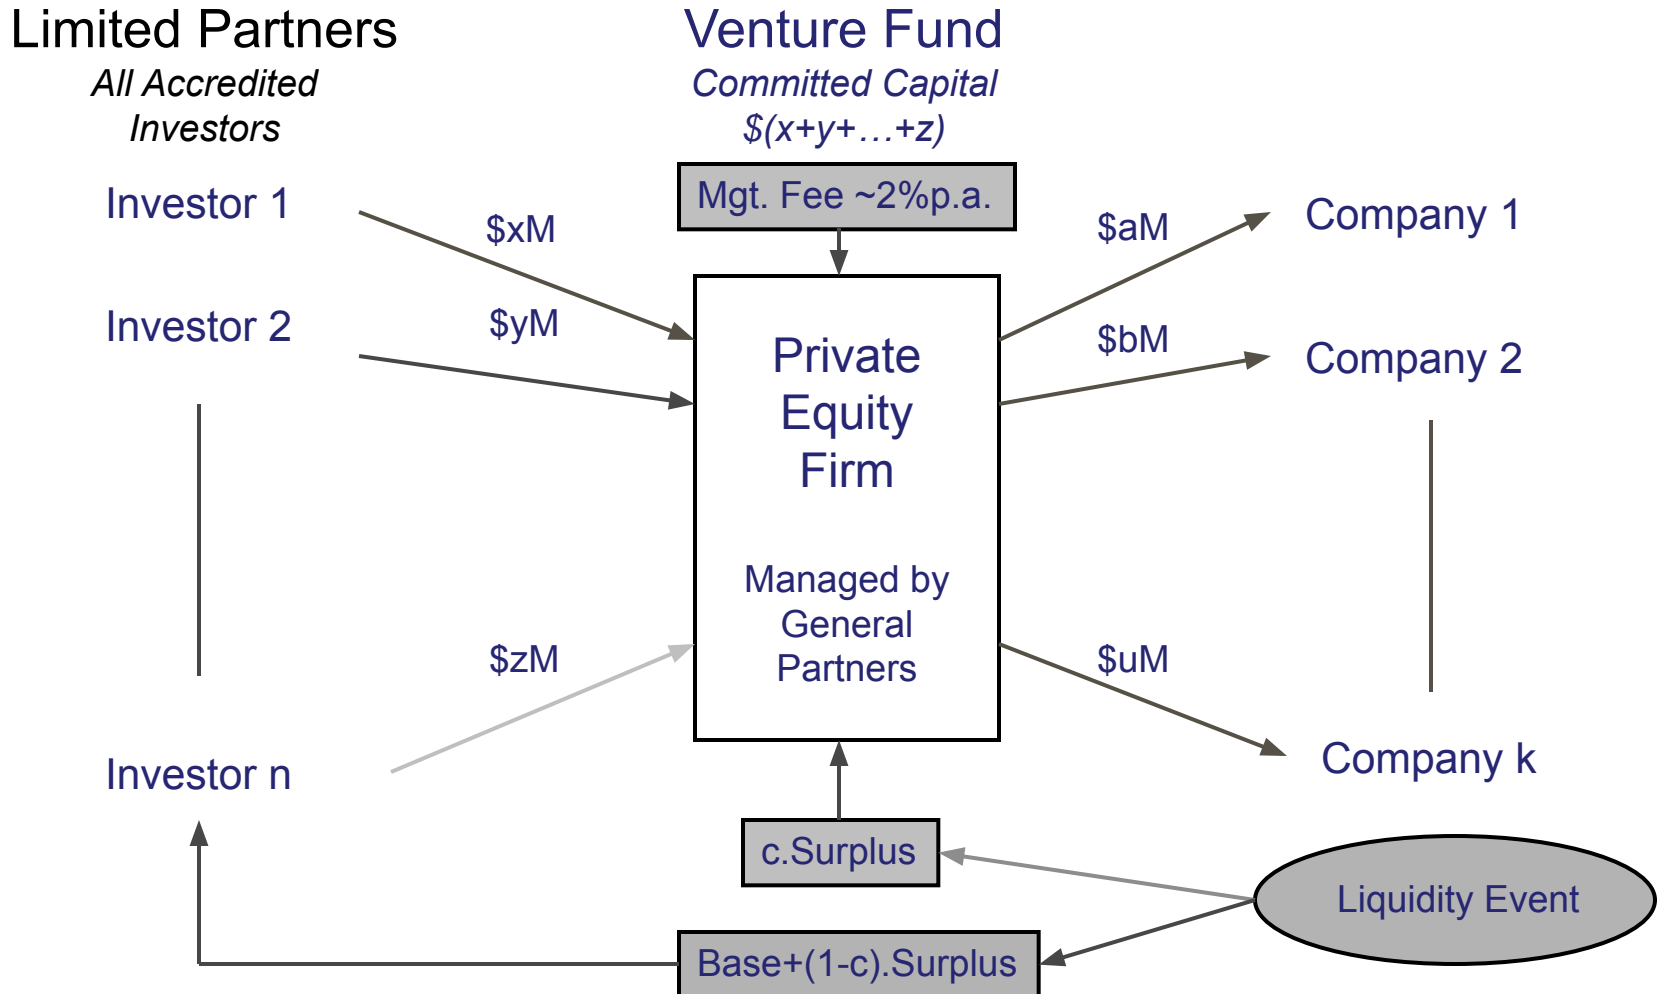 Limited Partners
All Accredited
Investors
Venture Fund
Committed Capital
$(x+y+…+z)
Mgt. Fee ~2%p.a.
Investor 1
$xM
$aM
Company 1
Investor 2
$yM
$bM
Company 2
Private
Equity
Firm
Managed by
General
Partners
$zM
$uM
Investor n
Company k
c.Surplus
Liquidity Event
Base+(1-c).Surplus